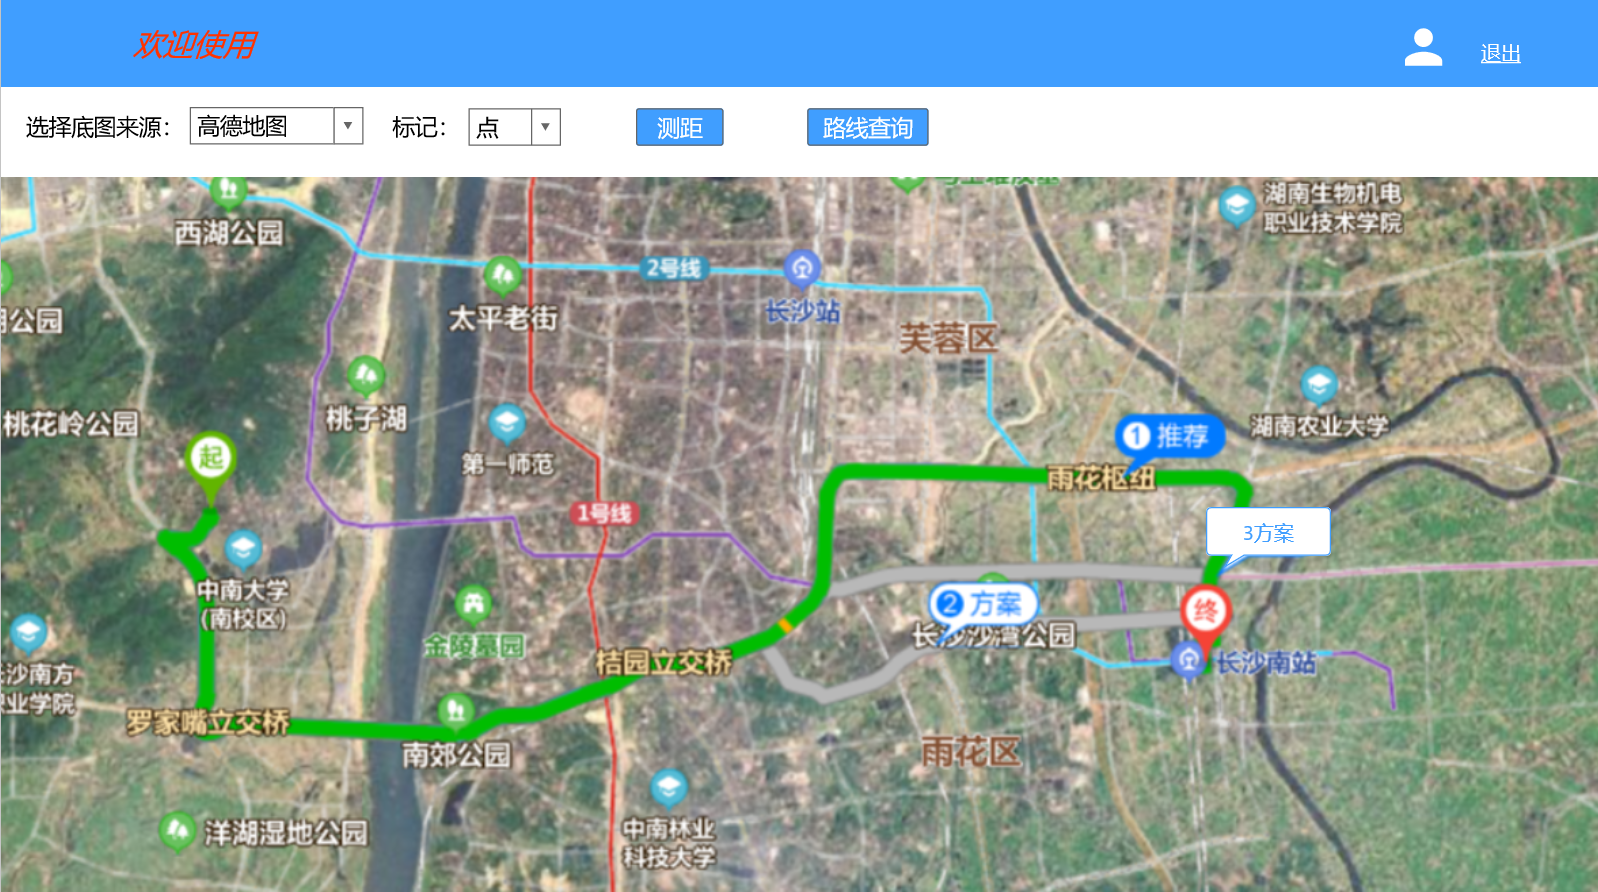 欢迎使用
退出
选择底图来源：
高德地图
标记：
点
测距
路线查询
湖南生物机电
职业技术学院
西湖公园
2号线
太平老街
长沙站
芙蓉区
公园
桃花岭公园
桃子湖
湖南农业大学
1 推荐
起
第一师范
雨花枢纽
1号线
3方案
中南大学
(南校区)
2 方案
终
长沙沙湾公园
金陵墓园
桔园立交桥
长沙南站
沙南方
业学院
罗家嘴立交桥
南郊公园
雨花区
洋湖湿地公园
中南林业
科技大学